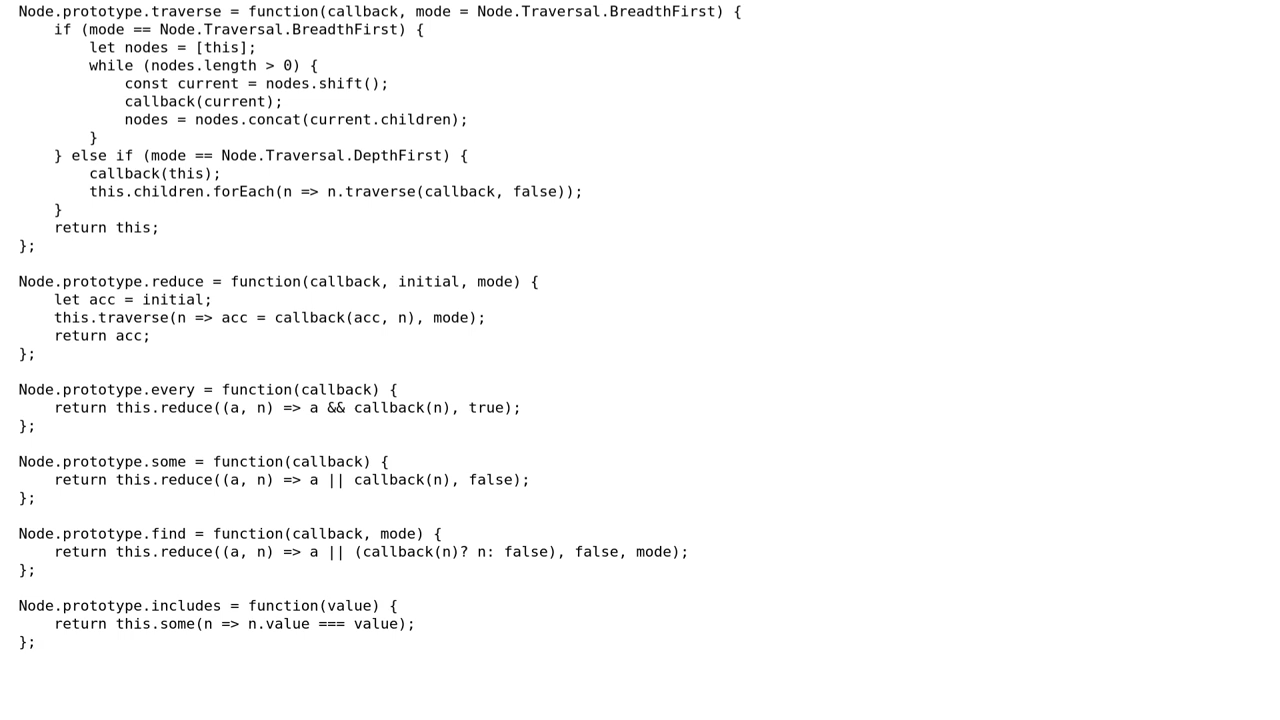 Node.prototype.traverse = function(callback, mode = Node.Traversal.BreadthFirst) {
    if (mode == Node.Traversal.BreadthFirst) {
        let nodes = [this];
        while (nodes.length > 0) {
            const current = nodes.shift();
            callback(current);
            nodes = nodes.concat(current.children);
        }
    } else if (mode == Node.Traversal.DepthFirst) {
        callback(this);
        this.children.forEach(n => n.traverse(callback, false));
    }
    return this;
};

Node.prototype.reduce = function(callback, initial, mode) {
    let acc = initial;
    this.traverse(n => acc = callback(acc, n), mode);
    return acc;
};

Node.prototype.every = function(callback) {
    return this.reduce((a, n) => a && callback(n), true);
};

Node.prototype.some = function(callback) {
    return this.reduce((a, n) => a || callback(n), false);
};

Node.prototype.find = function(callback, mode) {
    return this.reduce((a, n) => a || (callback(n)? n: false), false, mode);
};

Node.prototype.includes = function(value) {
    return this.some(n => n.value === value);
};